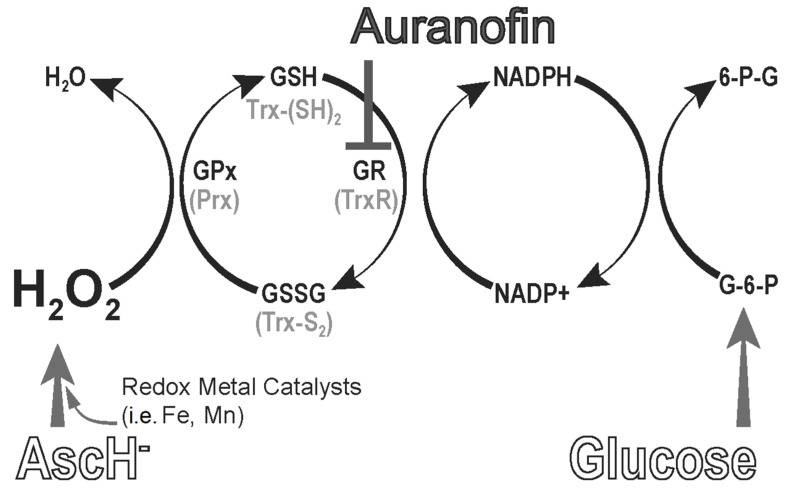 Auranofin
H₂O
GSH
NADPH
6-P-G
Trx-(SH)₂
GPx
GR
(Prx)
(TrxR)
H₂O₂
GSSG
NADP+
G-6-P
(Trx-S₂)
Redox Metal Catalysts
(i.e. Fe, Mn)
AscH⁻
Glucose